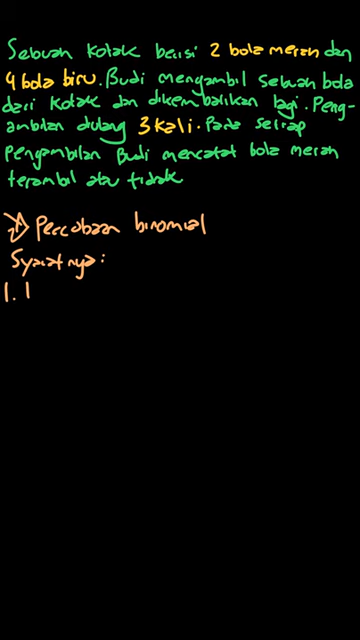 Sebuah kotak berisi 2 bola merah dan
4 bola biru. Budi mengambil sebuah bola
dari kotak dan dikembalikan lagi. Peng-
ambilan diulang 3 kali. Pada setiap
pengambilan Budi mencatat bola merah
terambil atau tidak
Percobaan binomial
Syaratnya:
1. 1